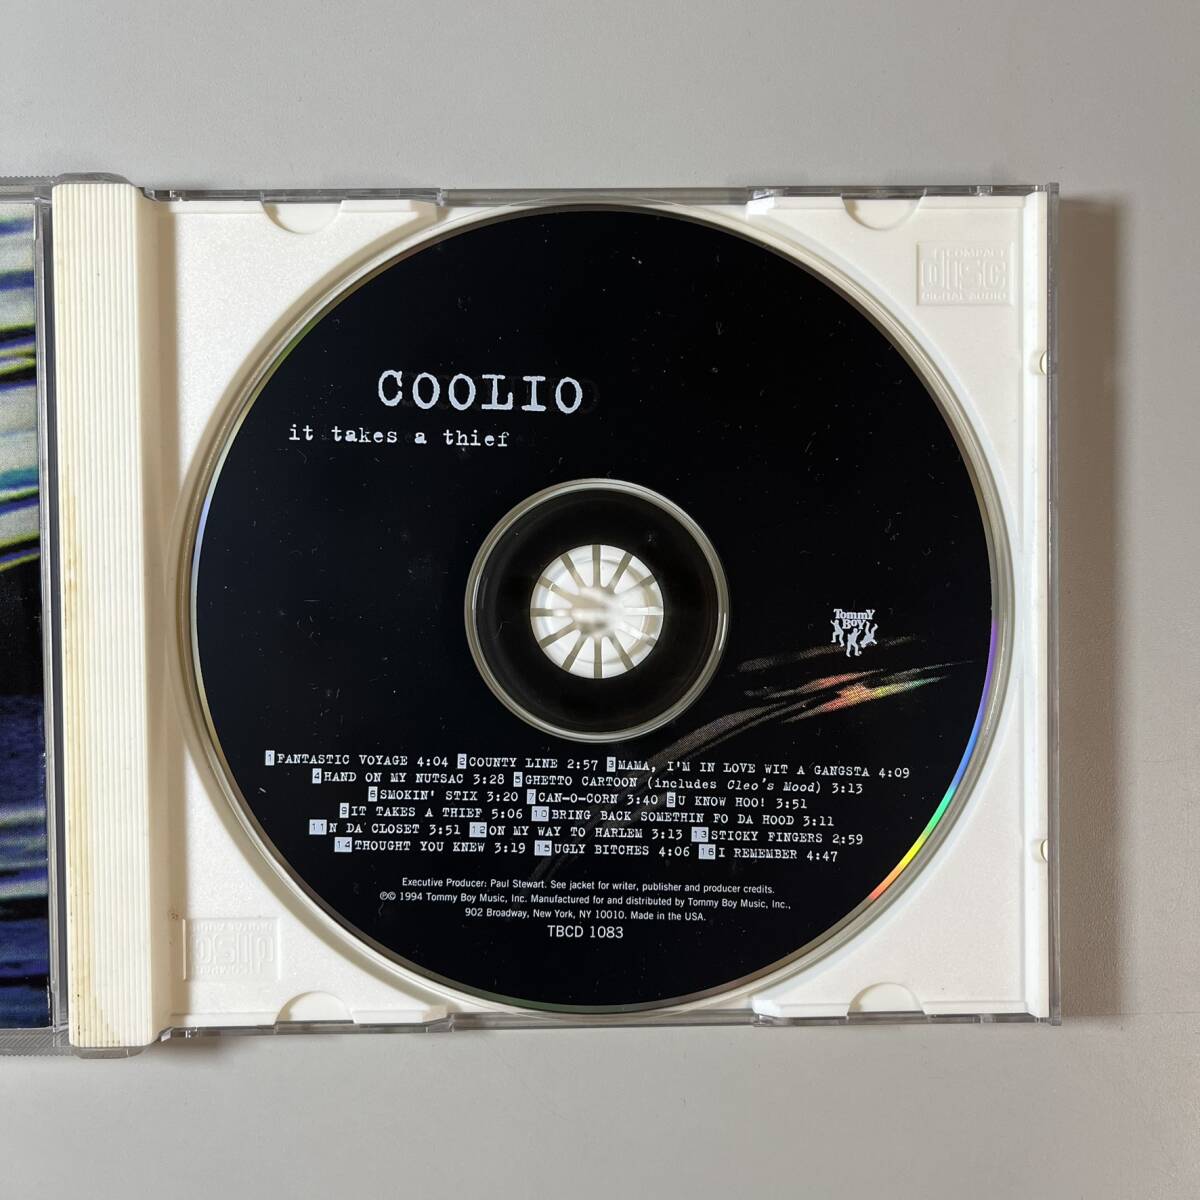 COMPACT
disc
DIGITAL AUDIO
COOLIO
it takes a thief
Tommy
Boy
1 FANTASTIC VOYAGE 4:04 2 COUNTY LINE 2:57 3 MAMA, I'M IN LOVE WIT A GANGSTA 4:09
4 HAND ON MY NUTSAC 3:28 5 GHETTO CARTOON (includes Cleo's Mood) 3:13
6 SMOKIN' STIX 3:20 7 CAN-O-CORN 3:40 8 U KNOW HOO! 3:51
9 IT TAKES A THIEF 5:06 10 BRING BACK SOMETHIN FO DA HOOD 3:11
11 N DA' CLOSET 3:51 12 ON MY WAY TO HARLEM 3:13 13 STICKY FINGERS 2:59
14 THOUGHT YOU KNEW 3:19 15 UGLY BITCHES 4:06 16 I REMEMBER 4:47
Executive Producer: Paul Stewart. See jacket for writer, publisher and producer credits.
℗© 1994 Tommy Boy Music, Inc. Manufactured for and distributed by Tommy Boy Music, Inc.,
902 Broadway, New York, NY 10010. Made in the USA.
TBCD 1083
COMPACT
disc
DIGITAL AUDIO